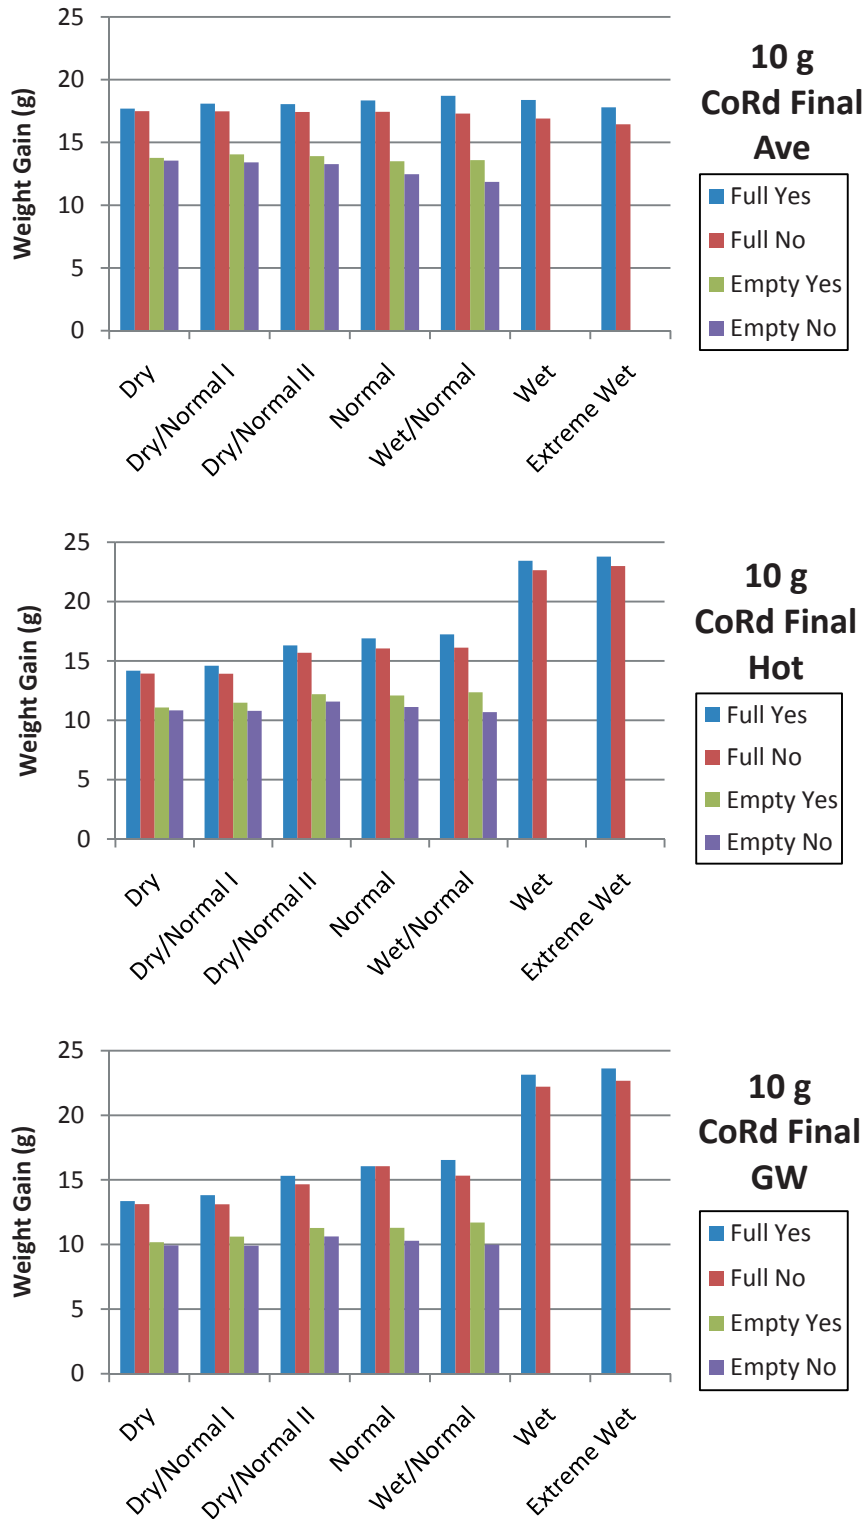 25
20
15
10
5
0
Weight Gain (g)
Dry
Dry/Normal I
Dry/Normal II
Normal
Wet/Normal
Wet
Extreme Wet
10 g
CoRd Final
Ave
Full Yes
Full No
Empty Yes
Empty No
25
20
15
10
5
0
Weight Gain (g)
Dry
Dry/Normal I
Dry/Normal II
Normal
Wet/Normal
Wet
Extreme Wet
10 g
CoRd Final
Hot
Full Yes
Full No
Empty Yes
Empty No
25
20
15
10
5
0
Weight Gain (g)
Dry
Dry/Normal I
Dry/Normal II
Normal
Wet/Normal
Wet
Extreme Wet
10 g
CoRd Final
GW
Full Yes
Full No
Empty Yes
Empty No